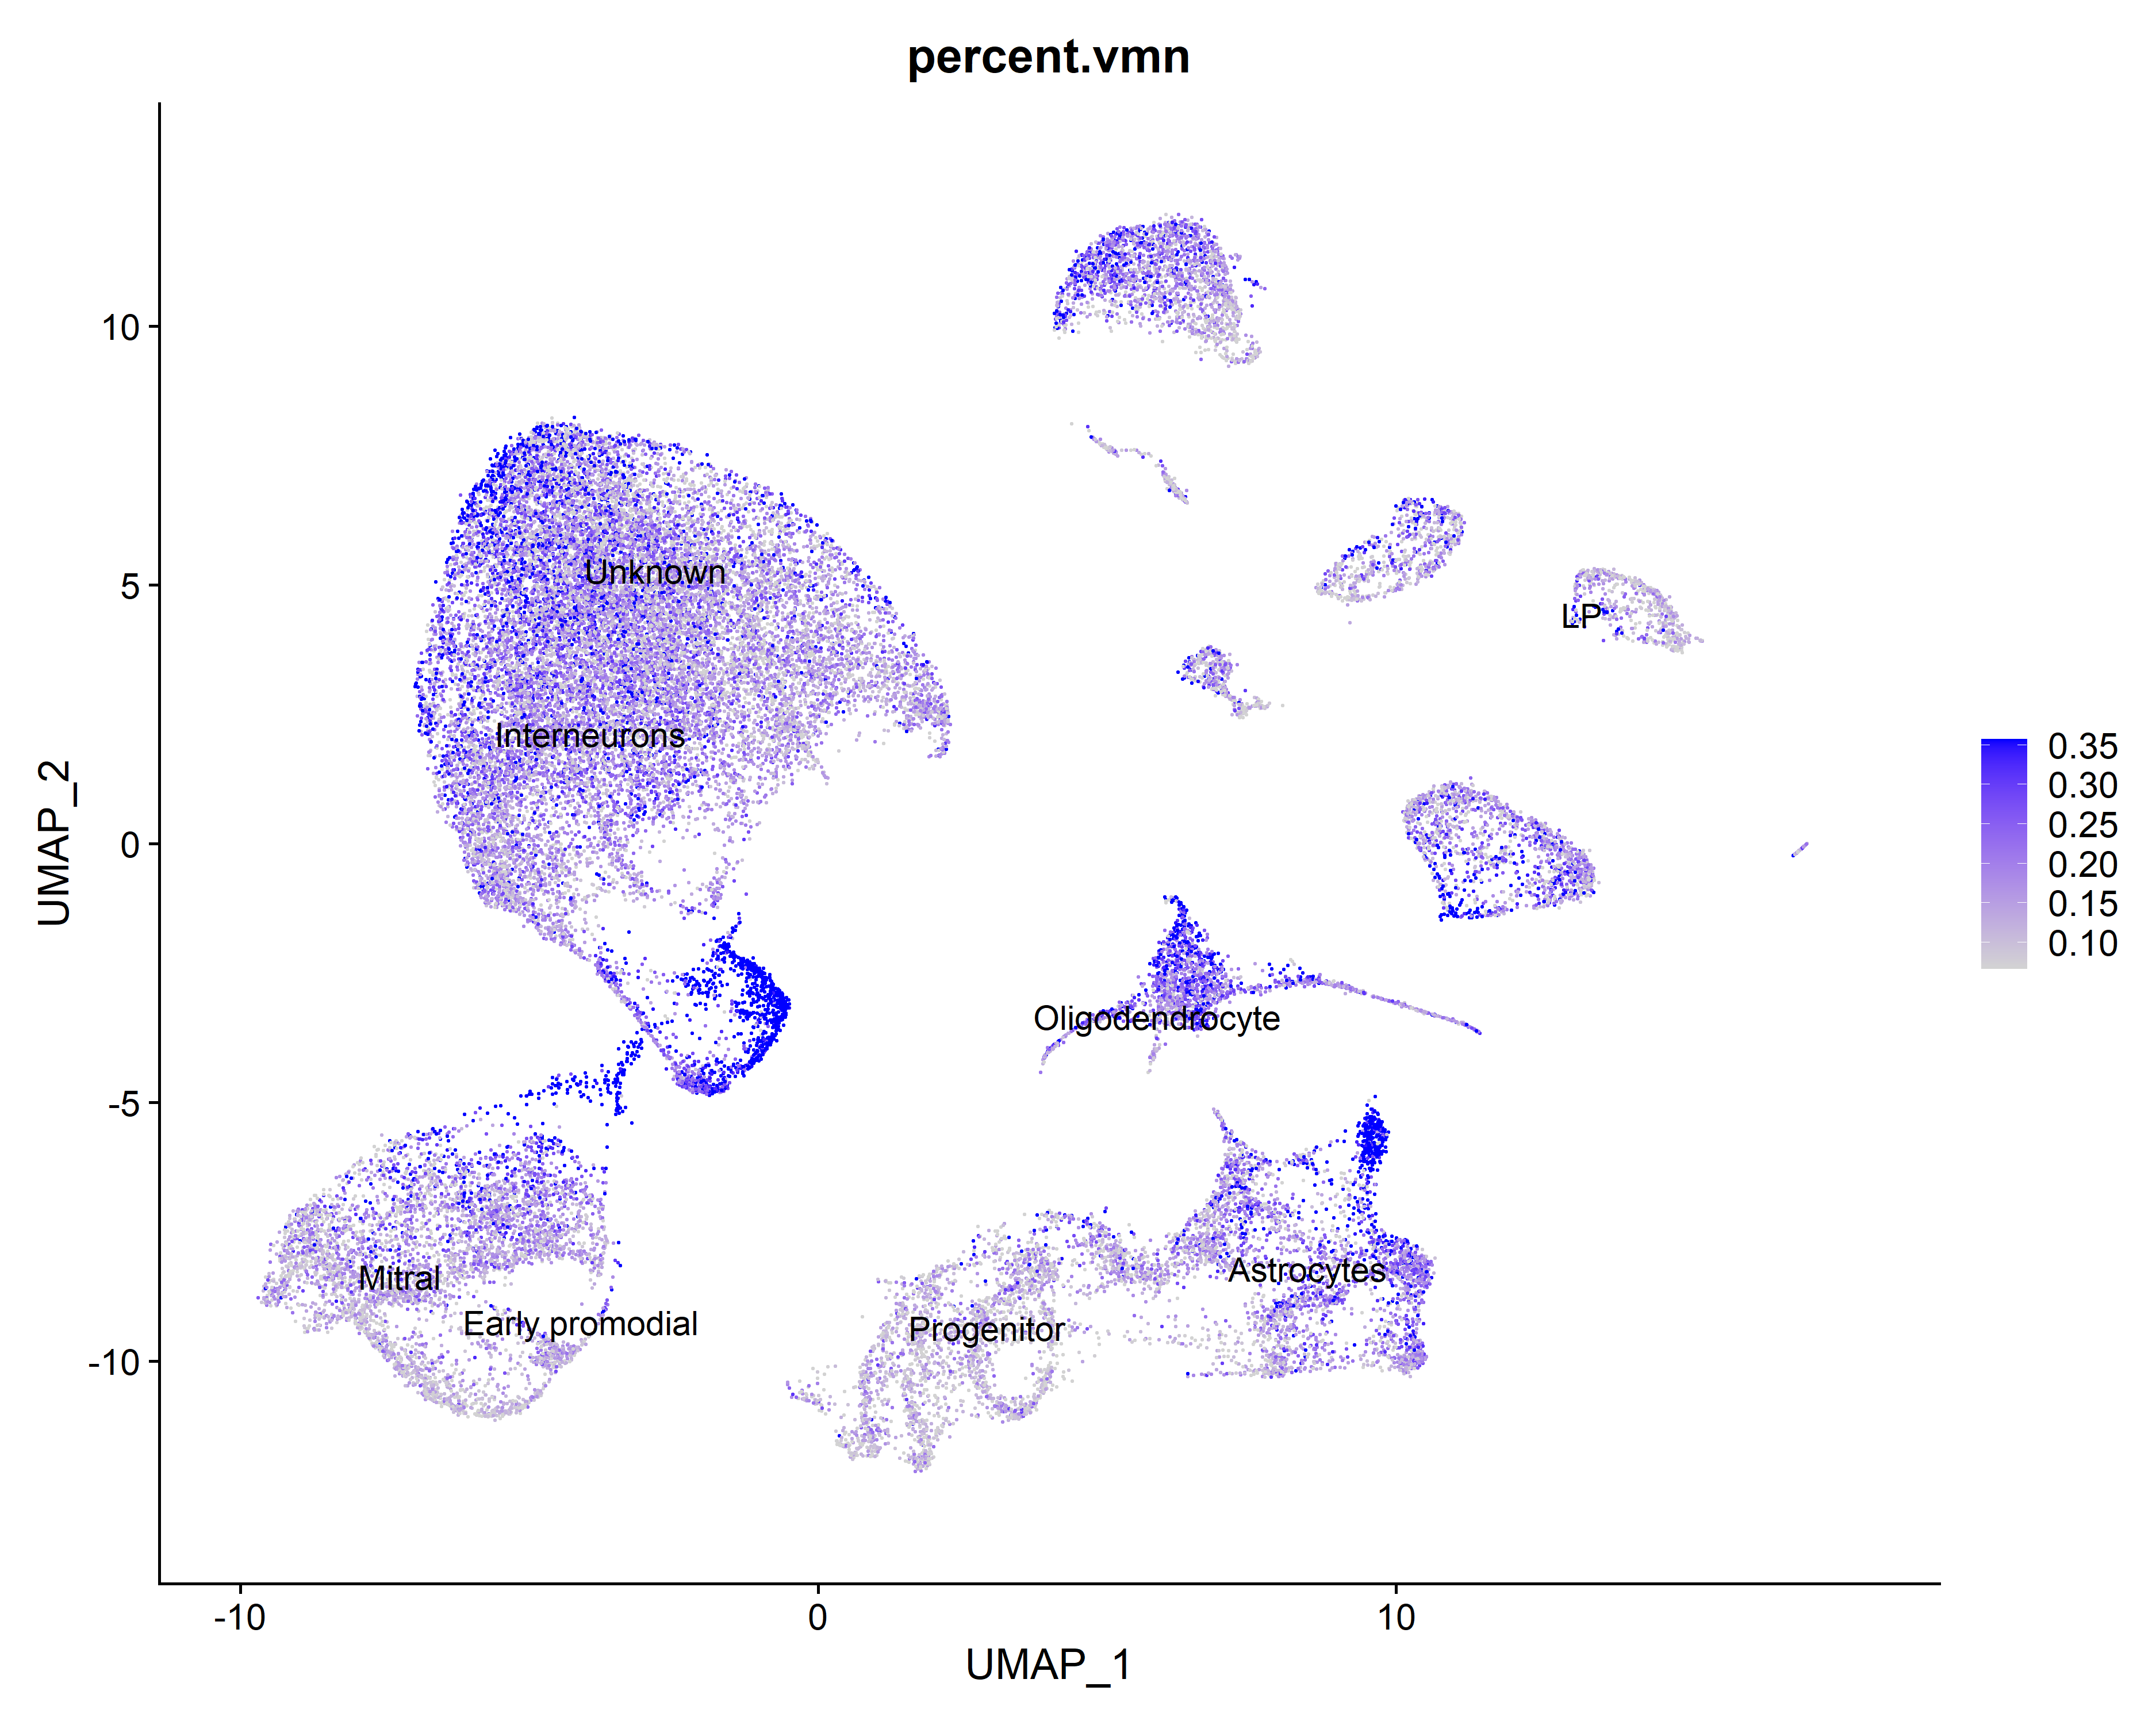 percent.vmn
10
5
0
-5
-10
UMAP_2
Unknown
LP
Interneurons
Oligodendrocyte
Mitral
Astrocytes
Early promodial
Progenitor
0.35
0.30
0.25
0.20
0.15
0.10
-10
0
10
UMAP_1